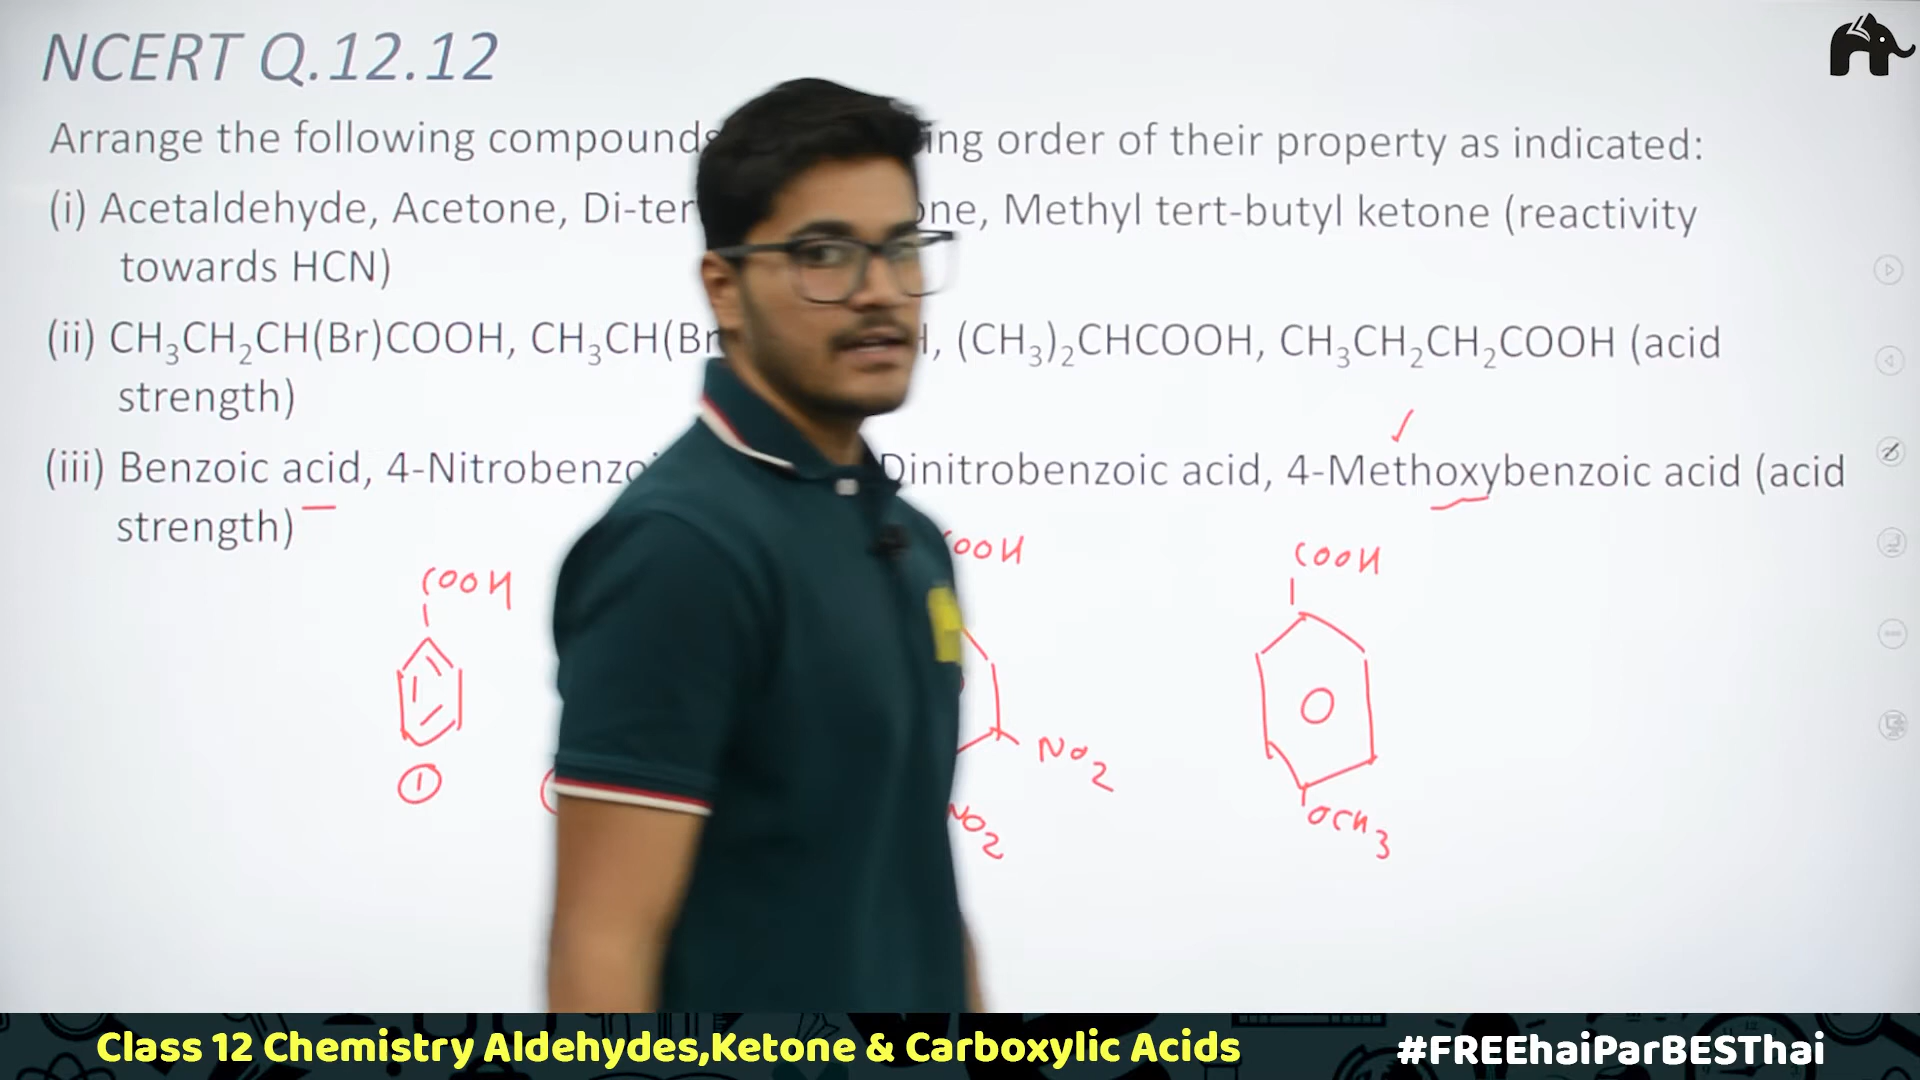 NCERT Q.12.12
Arrange the following compounds ing order of their property as indicated:
(i) Acetaldehyde, Acetone, Di-ter one, Methyl tert-butyl ketone (reactivity
towards HCN)
(ii) CH₃CH₂CH(Br)COOH, CH₃CH(Br H, (CH₃)₂CHCOOH, CH₃CH₂CH₂COOH (acid
strength)
(iii) Benzoic acid, 4-Nitrobenzoi Dinitrobenzoic acid, 4-Methoxybenzoic acid (acid
strength)
COOH COOH COOH
NO₂
1 NO₂ OCH₃
Class 12 Chemistry Aldehydes,Ketone & Carboxylic Acids #FREEhaiParBESThai